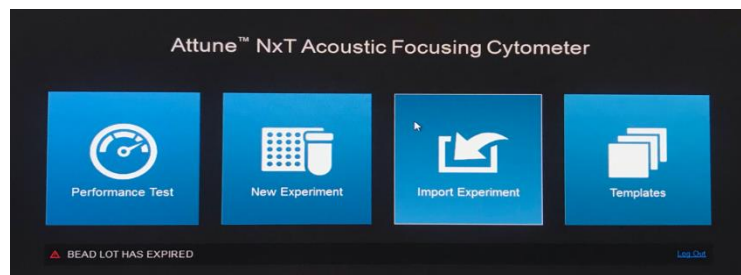 Attune™ NxT Acoustic Focusing Cytometer
Performance Test
New Experiment
Import Experiment
Templates
BEAD LOT HAS EXPIRED
Log Out